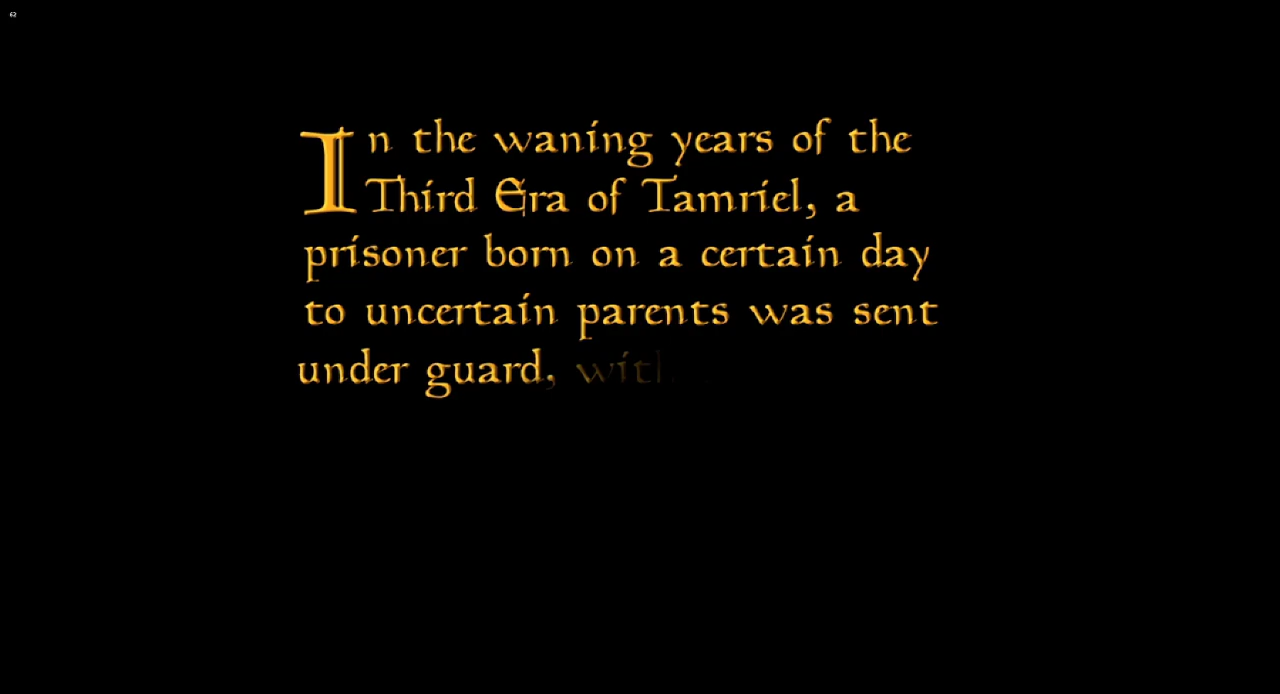 62
In the waning years of the
Third Era of Tamriel, a
prisoner born on a certain day
to uncertain parents was sent
under guard,